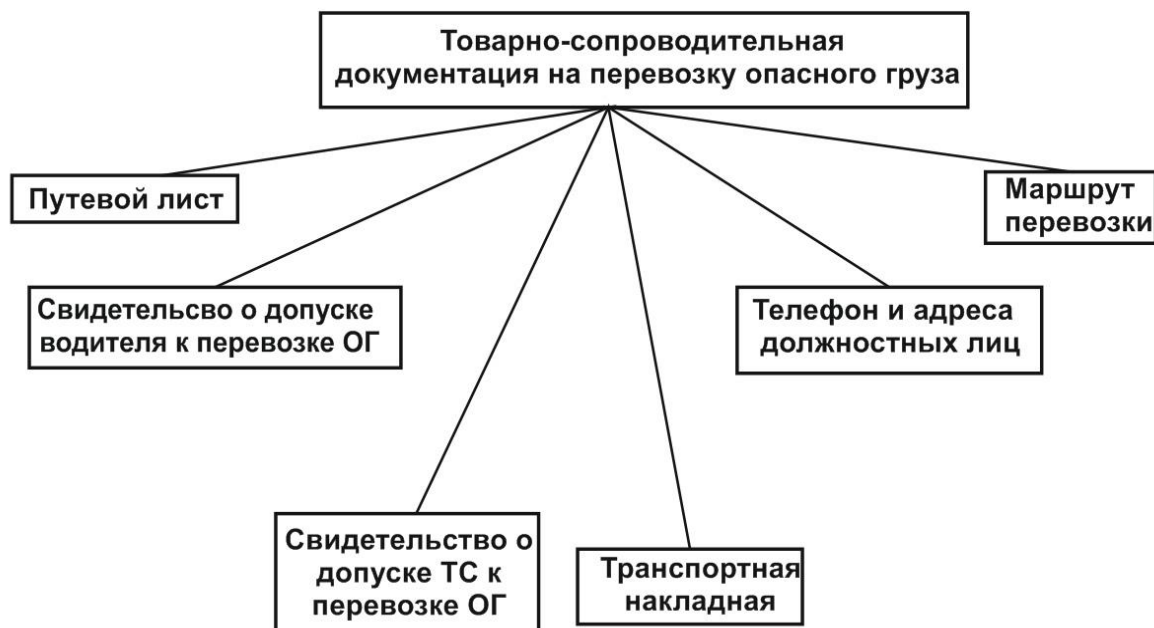 Товарно-сопроводительная
документация на перевозку опасного груза
Путевой лист
Маршрут
перевозки
Свидетельсво о допуске
водителя к перевозке ОГ
Телефон и адреса
должностных лиц
Свидетельство о
допуске ТС к
перевозке ОГ
Транспортная
накладная